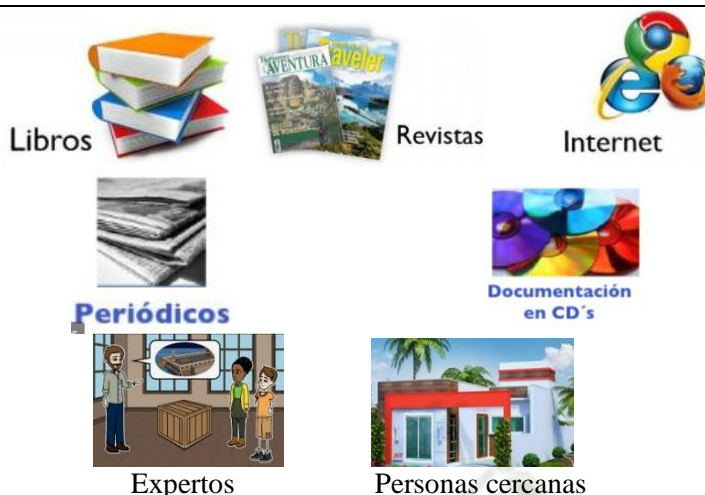 Libros
AVENTURA
Traveler
Revistas
Internet
Periódicos
Documentación
en CD´s
Expertos
Personas cercanas